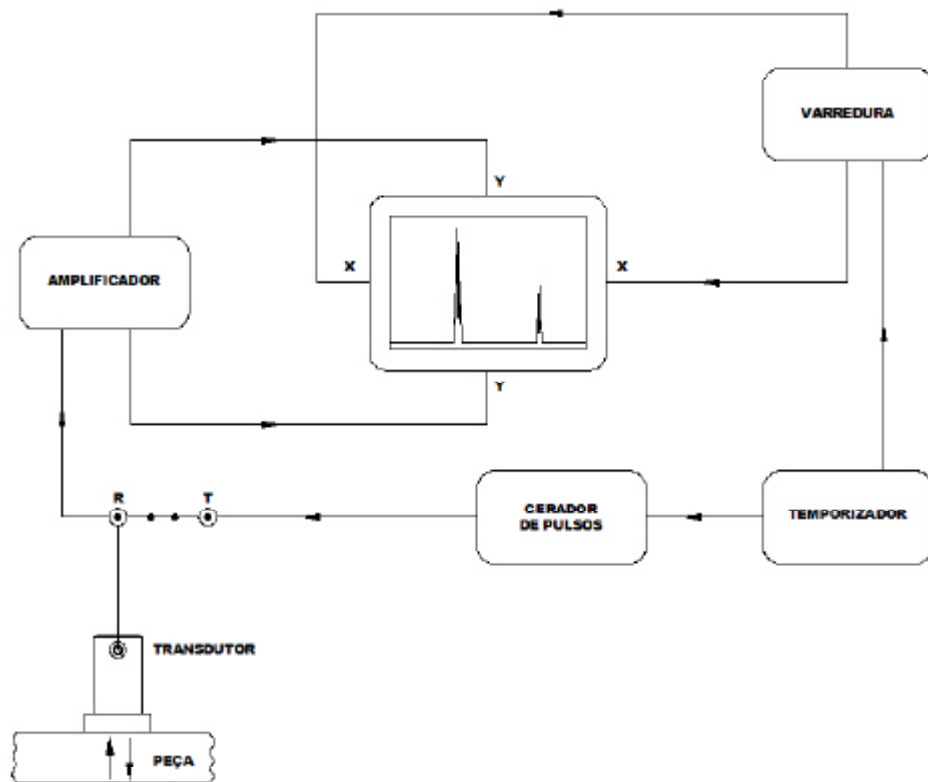 VARREDURA
Y
AMPLIFICADOR
X
X
Y
R
T
CERADOR
DE PULSOS
TEMPORIZADOR
TRANSDUTOR
PEÇA